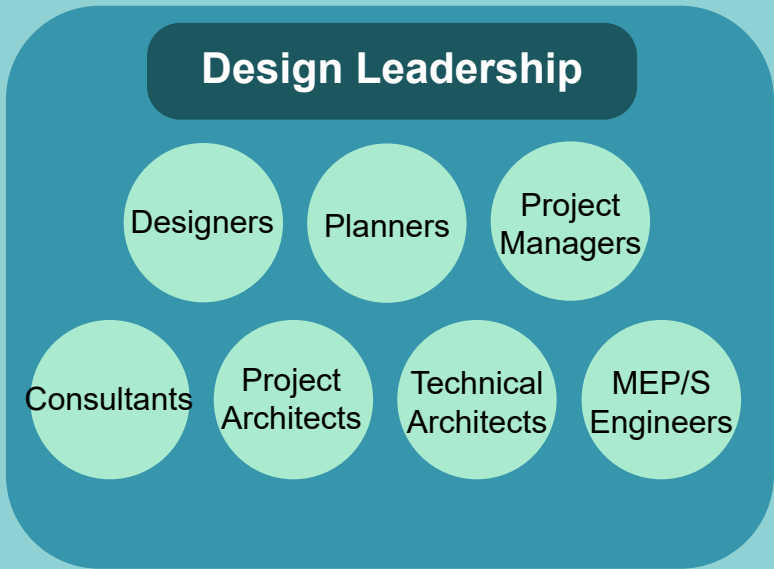 Design Leadership
Designers
Planners
Project
Managers
Consultants
Project
Architects
Technical
Architects
MEP/S
Engineers